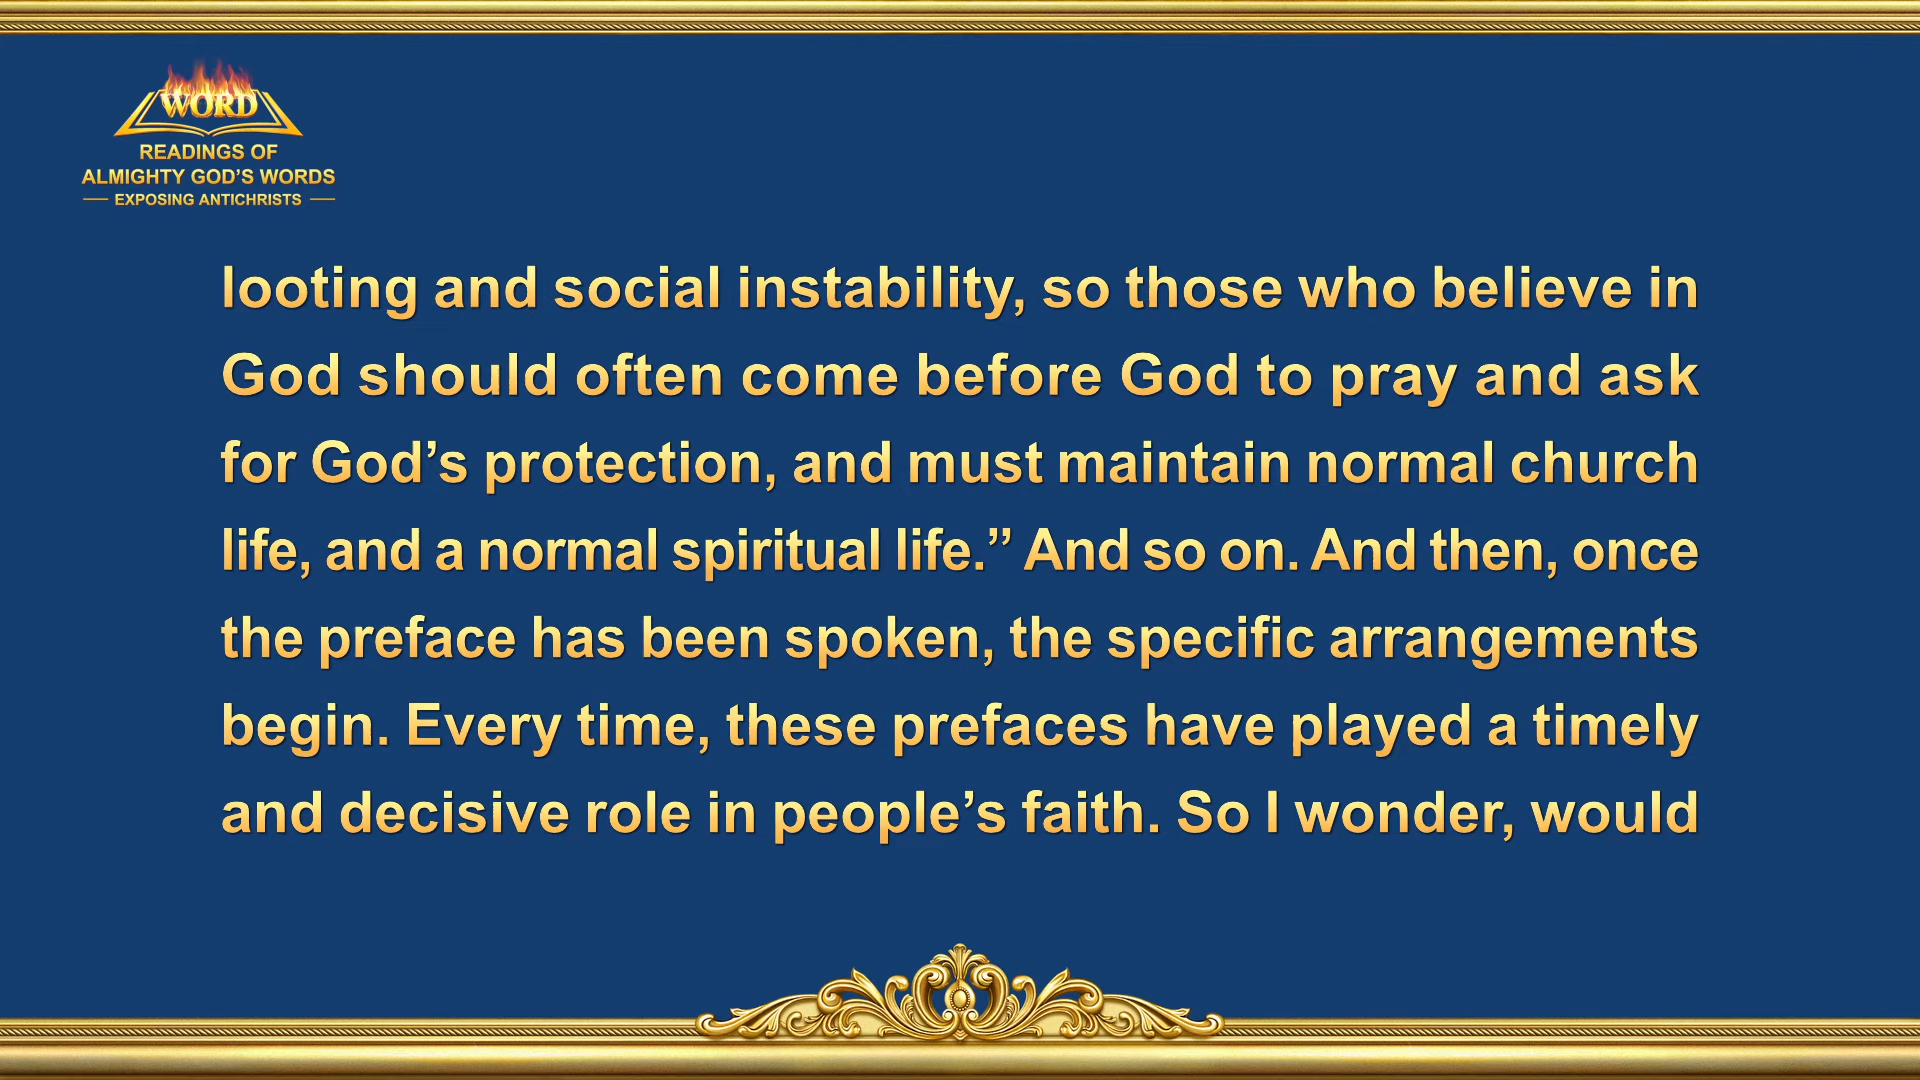 WORD
READINGS OF
ALMIGHTY GOD’S WORDS
EXPOSING ANTICHRISTS
looting and social instability, so those who believe in
God should often come before God to pray and ask
for God’s protection, and must maintain normal church
life, and a normal spiritual life.” And so on. And then, once
the preface has been spoken, the specific arrangements
begin. Every time, these prefaces have played a timely
and decisive role in people’s faith. So I wonder, would